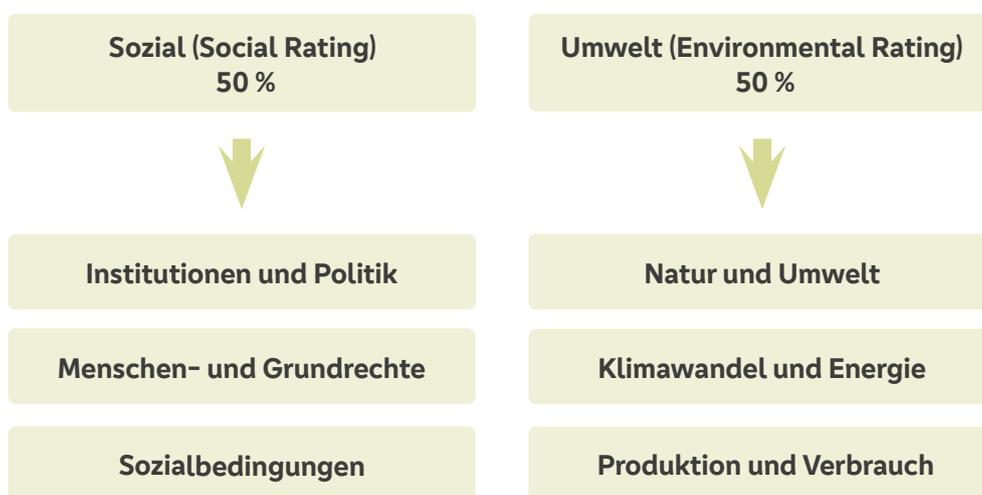 Sozial (Social Rating)
50 %
Umwelt (Environmental Rating)
50 %
Institutionen und Politik
Natur und Umwelt
Menschen- und Grundrechte
Klimawandel und Energie
Sozialbedingungen
Produktion und Verbrauch